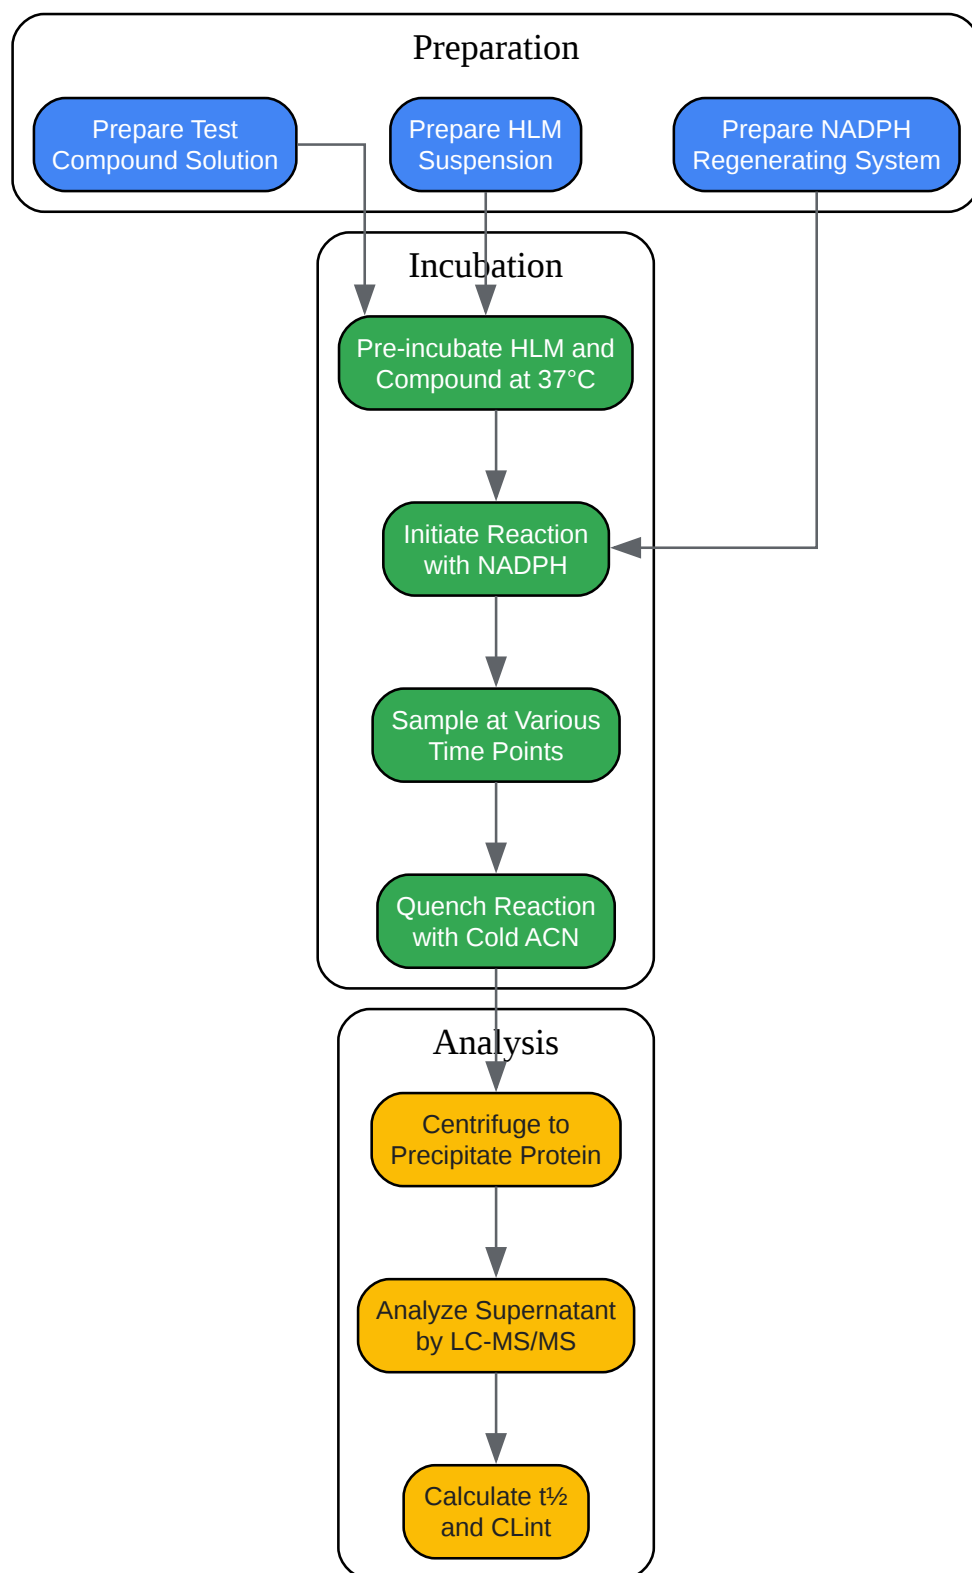 Preparation
Prepare Test
Compound Solution
Prepare HLM
Suspension
Prepare NADPH
Regenerating System
Incubation
Pre-incubate HLM and
Compound at 37°C
Initiate Reaction
with NADPH
Sample at Various
Time Points
Quench Reaction
with Cold ACN
Analysis
Centrifuge to
Precipitate Protein
Analyze Supernatant
by LC-MS/MS
Calculate t½
and CLint